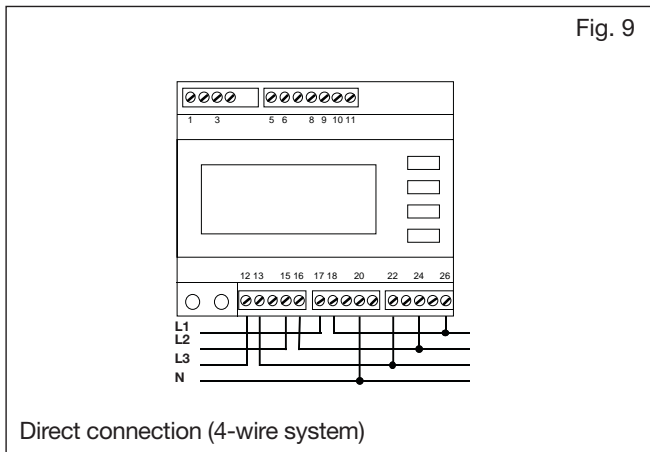 Fig. 9
1 3 5 6 8 9 10 11
12 13 15 16 17 18 20 22 24 26
L1
L2
L3
N
Direct connection (4-wire system)